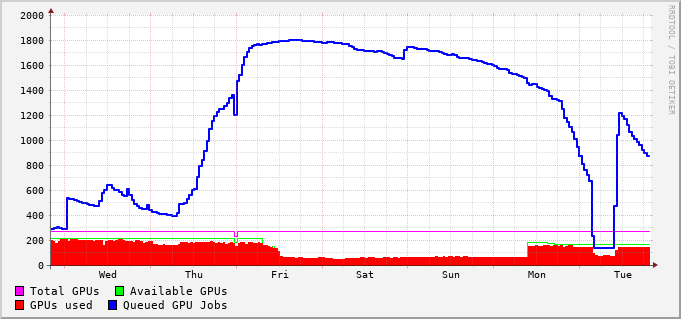 2000
1800
1600
1400
1200
1000
800
600
400
200
0
Wed Thu Fri Sat Sun Mon Tue
Total GPUs Available GPUs
GPUs used Queued GPU Jobs
RRDTOOL / TOBI OETIKER